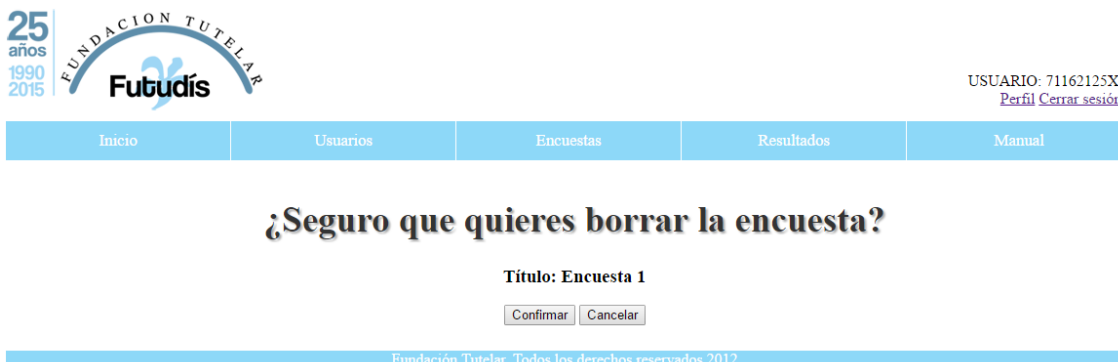 25
años
1990
2015
FUNDACION TUTELAR
Futudís
USUARIO: 71162125X
Perfil Cerrar sesión
Inicio Usuarios Encuestas Resultados Manual
¿Seguro que quieres borrar la encuesta?
Título: Encuesta 1
Confirmar Cancelar
Fundación Tutelar. Todos los derechos reservados 2012